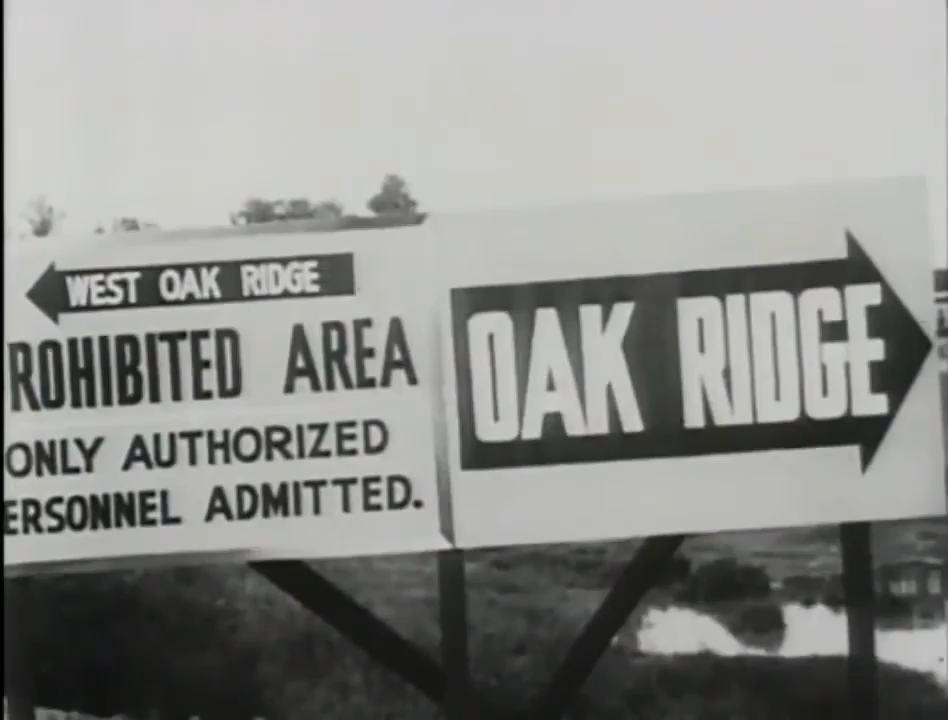 WEST OAK RIDGE
ROHIBITED AREA
ONLY AUTHORIZED
ERSONNEL ADMITTED.
OAK RIDGE